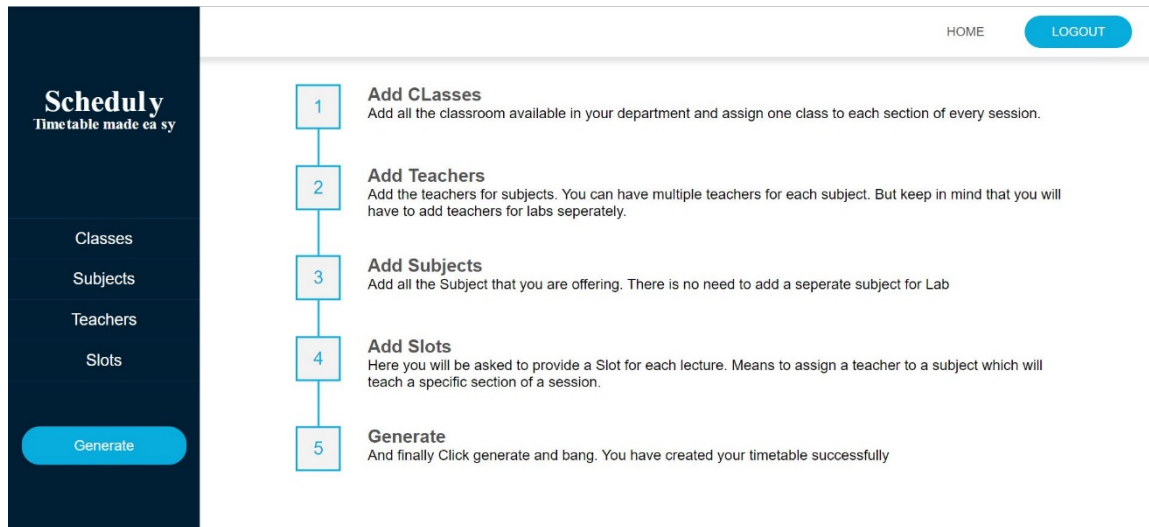 HOME
LOGOUT
Scheduly
Timetable made ea sy
Classes
Subjects
Teachers
Slots
Generate
1
Add CLasses
Add all the classroom available in your department and assign one class to each section of every session.
2
Add Teachers
Add the teachers for subjects. You can have multiple teachers for each subject. But keep in mind that you will
have to add teachers for labs seperately.
3
Add Subjects
Add all the Subject that you are offering. There is no need to add a seperate subject for Lab
4
Add Slots
Here you will be asked to provide a Slot for each lecture. Means to assign a teacher to a subject which will
teach a specific section of a session.
5
Generate
And finally Click generate and bang. You have created your timetable successfully